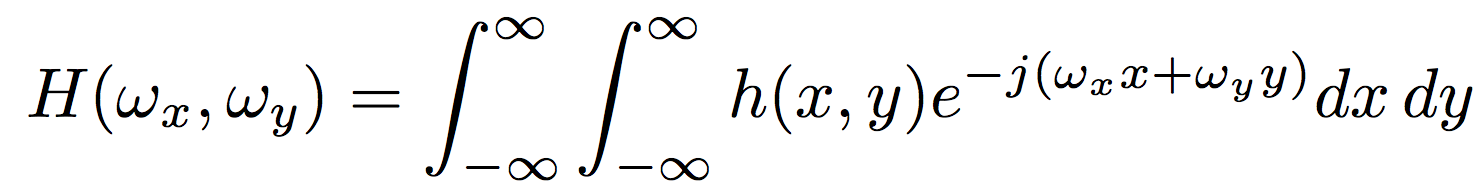 H(ω_x, ω_y) = ∫_{-∞}^{∞} ∫_{-∞}^{∞} h(x, y)e^{-j(ω_x x+ω_y y)} dx dy